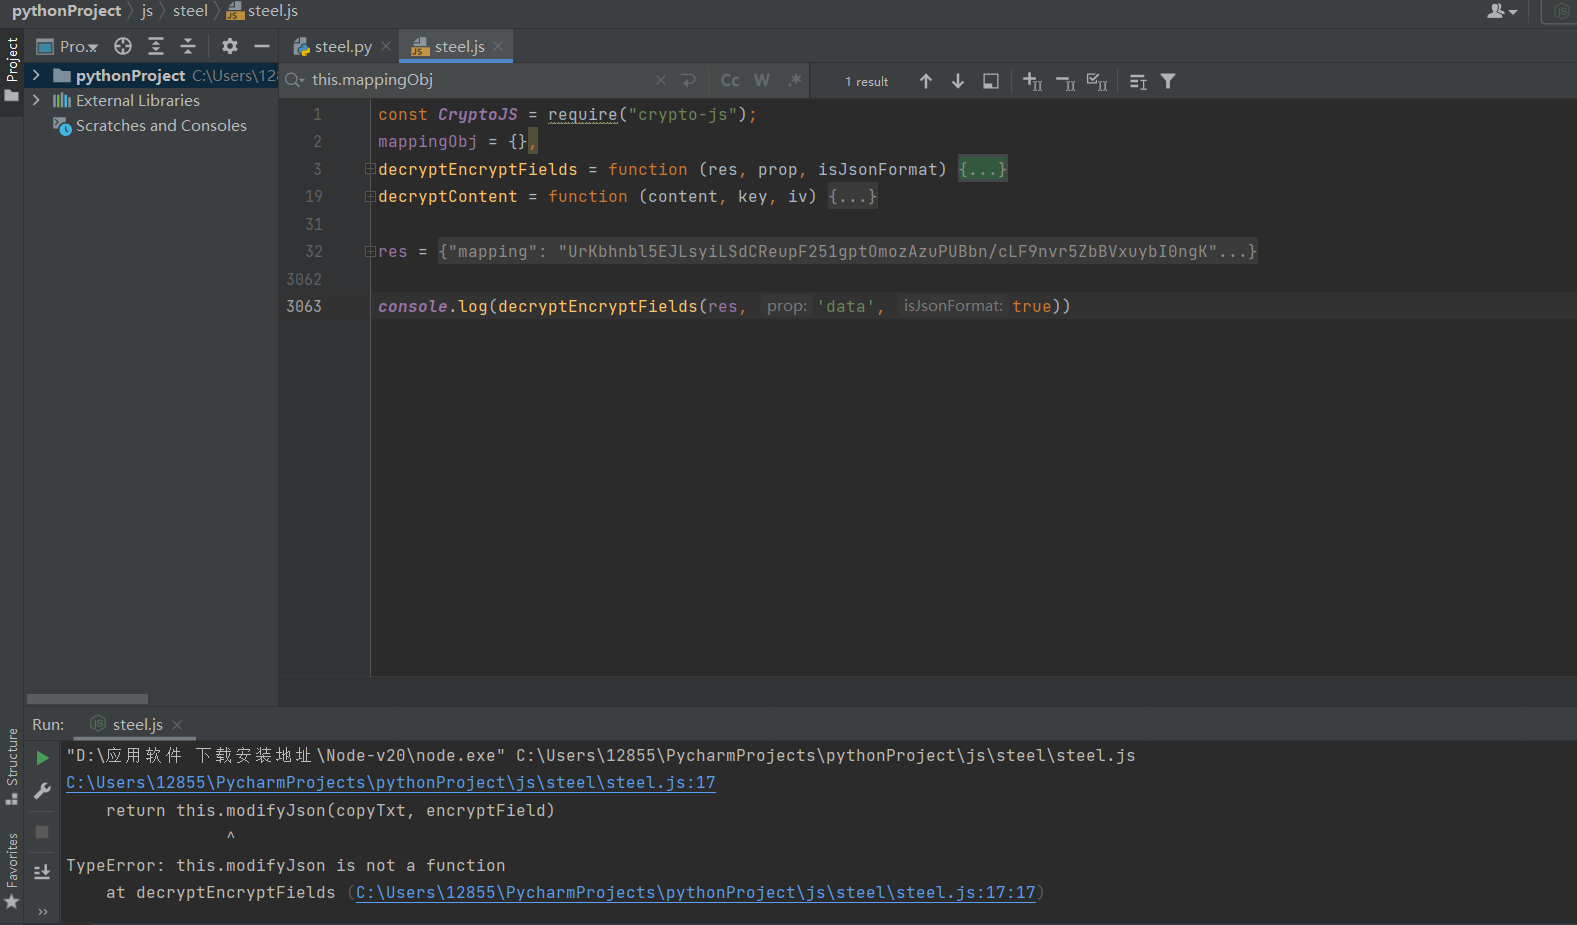 pythonProject js steel steel.js
Project
Pro...
steel.py
steel.js
pythonProject C:\Users\128
this.mappingObj
Cc W .*
1 result
External Libraries
Scratches and Consoles
1 const CryptoJS = require("crypto-js");
2 mappingObj = {},
3 decryptEncryptFields = function (res, prop, isJsonFormat) {...}
19 decryptContent = function (content, key, iv) {...}
31
32 res = {"mapping": "UrKbhnbl5EJLsyiLSdCReupF251gptOmozAzuPUBbn/cLF9nvr5ZbBVxuybI0ngK"...}
3062
3063 console.log(decryptEncryptFields(res, prop: 'data', isJsonFormat: true))
Run: steel.js
Structure
Favorites
"D:\应用软件 下载安装地址\Node-v20\node.exe" C:\Users\12855\PycharmProjects\pythonProject\js\steel\steel.js
C:\Users\12855\PycharmProjects\pythonProject\js\steel\steel.js:17
return this.modifyJson(copyTxt, encryptField)
^
TypeError: this.modifyJson is not a function
at decryptEncryptFields (C:\Users\12855\PycharmProjects\pythonProject\js\steel\steel.js:17:17)